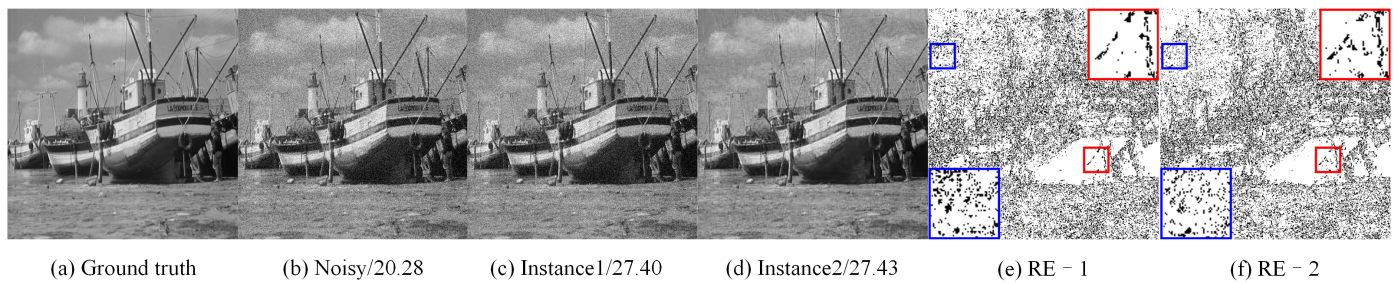 (a) Ground truth
(b) Noisy/20.28
(c) Instance1/27.40
(d) Instance2/27.43
(e) RE－1
(f) RE－2